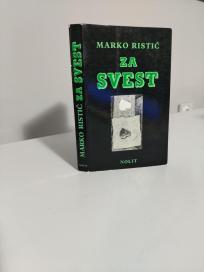 MARKO RISTIĆ
ZA
SVEST
NOLIT
MARKO RISTIĆ ZA SVEST